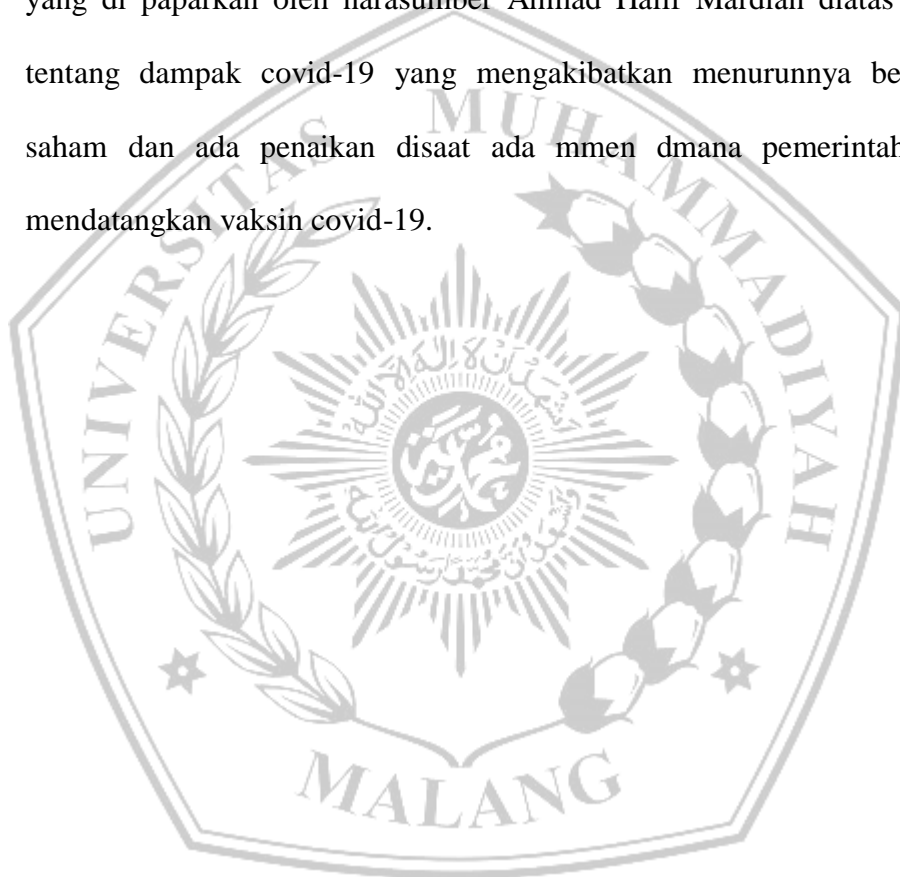 yang di paparkan oleh narasumber Ahmad Hanif Mardian diatas
tentang dampak covid-19 yang mengakibatkan menurunnya be
saham dan ada penaikan disaat ada mmen dmana pemerintah
mendatangkan vaksin covid-19.
UNIVERSITAS MUHAMMADIYAH
MALANG